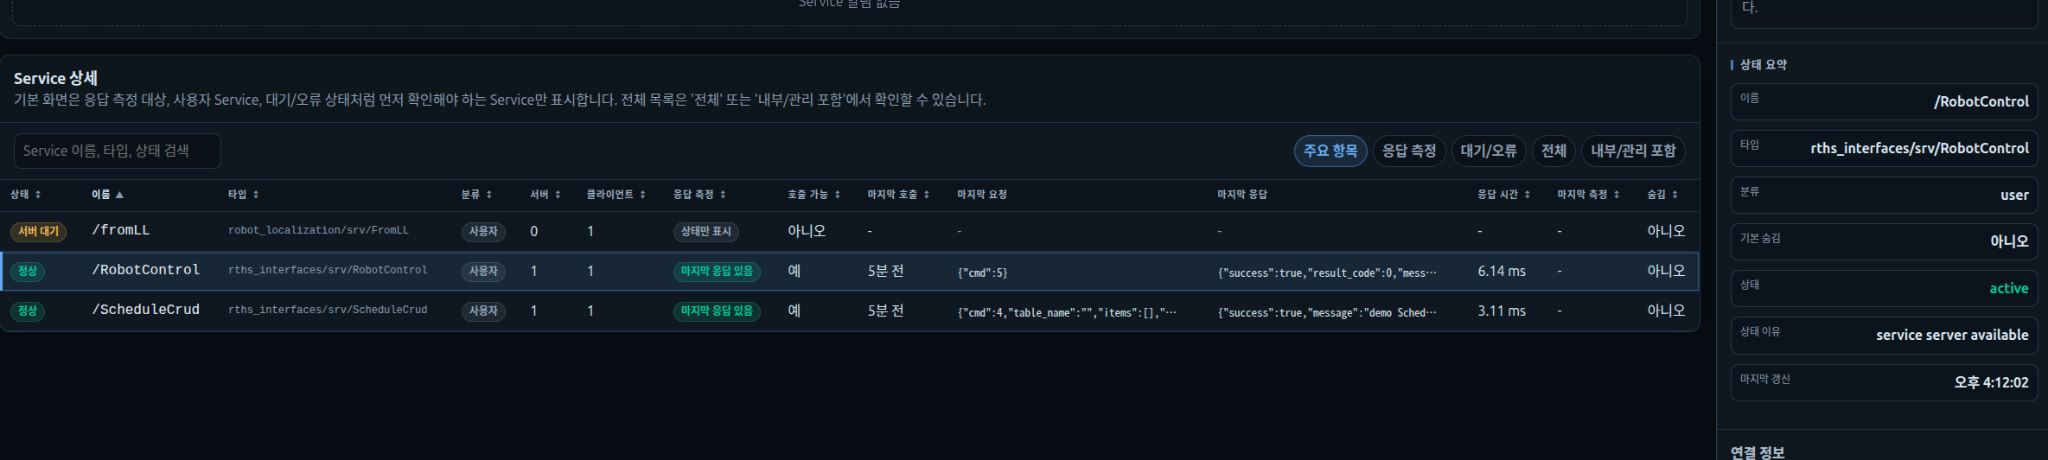 Service 알림 없음
Service 상세
기본 화면은 응답 측정 대상, 사용자 Service, 대기/오류 상태처럼 먼저 확인해야 하는 Service만 표시합니다. 전체 목록은 '전체' 또는 '내부/관리 포함'에서 확인할 수 있습니다.
Service 이름, 타입, 상태 검색
주요 항목 응답 측정 대기/오류 전체 내부/관리 포함
상태 ↕ 이름 ▲ 타입 ↕ 분류 ↕ 서버 ↕ 클라이언트 ↕ 응답 측정 ↕ 호출 가능 ↕ 마지막 호출 ↕ 마지막 요청 마지막 응답 응답 시간 ↕ 마지막 측정 ↕ 숨김 ↕
서버 대기 /fromLL robot_localization/srv/FromLL 사용자 0 1 상태만 표시 아니오 - - - - - 아니오
정상 /RobotControl rths_interfaces/srv/RobotControl 사용자 1 1 마지막 응답 있음 예 5분 전 {"cmd":5} {"success":true,"result_code":0,"mess… 6.14 ms - 아니오
정상 /ScheduleCrud rths_interfaces/srv/ScheduleCrud 사용자 1 1 마지막 응답 있음 예 5분 전 {"cmd":4,"table_name":"","items":[],"… {"success":true,"message":"demo Sched… 3.11 ms - 아니오
다.
상태 요약
이름 /RobotControl
타입 rths_interfaces/srv/RobotControl
분류 user
기본 숨김 아니오
상태 active
상태 이유 service server available
마지막 갱신 오후 4:12:02
연결 정보